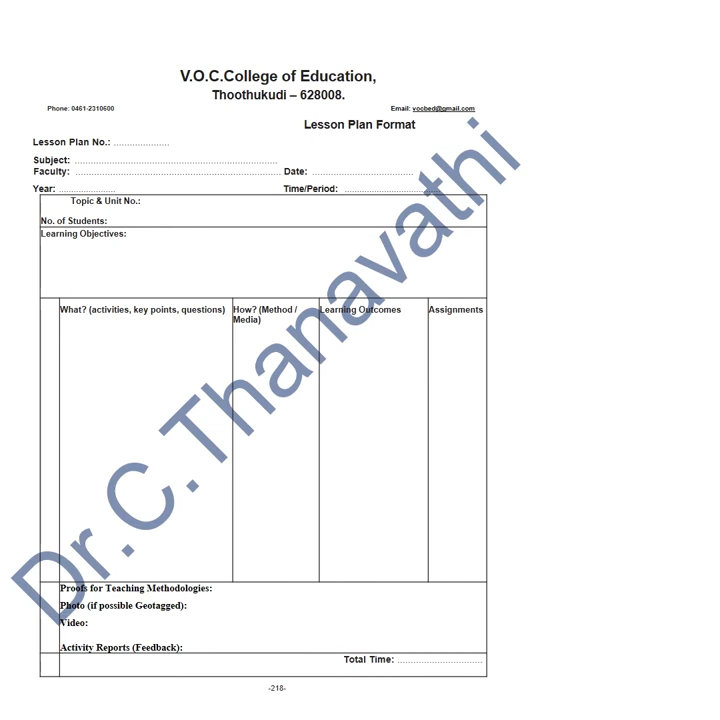 V.O.C.College of Education,
Thoothukudi – 628008.
Phone: 0461-2310600 Email: vocbed@gmail.com
Lesson Plan Format
Lesson Plan No.: .....................
Subject: ...........................................................................
Faculty: ............................................................................ Date: ......................................
Year: ..................... Time/Period: ...................................
Topic & Unit No.:
No. of Students:
Learning Objectives:
What? (activities, key points, questions) How? (Method / Learning Outcomes Assignments
Media)
Proofs for Teaching Methodologies:
Photo (if possible Geotagged):
Video:
Activity Reports (Feedback):
Total Time: ................................
-218-
Dr.C.Thanavathi